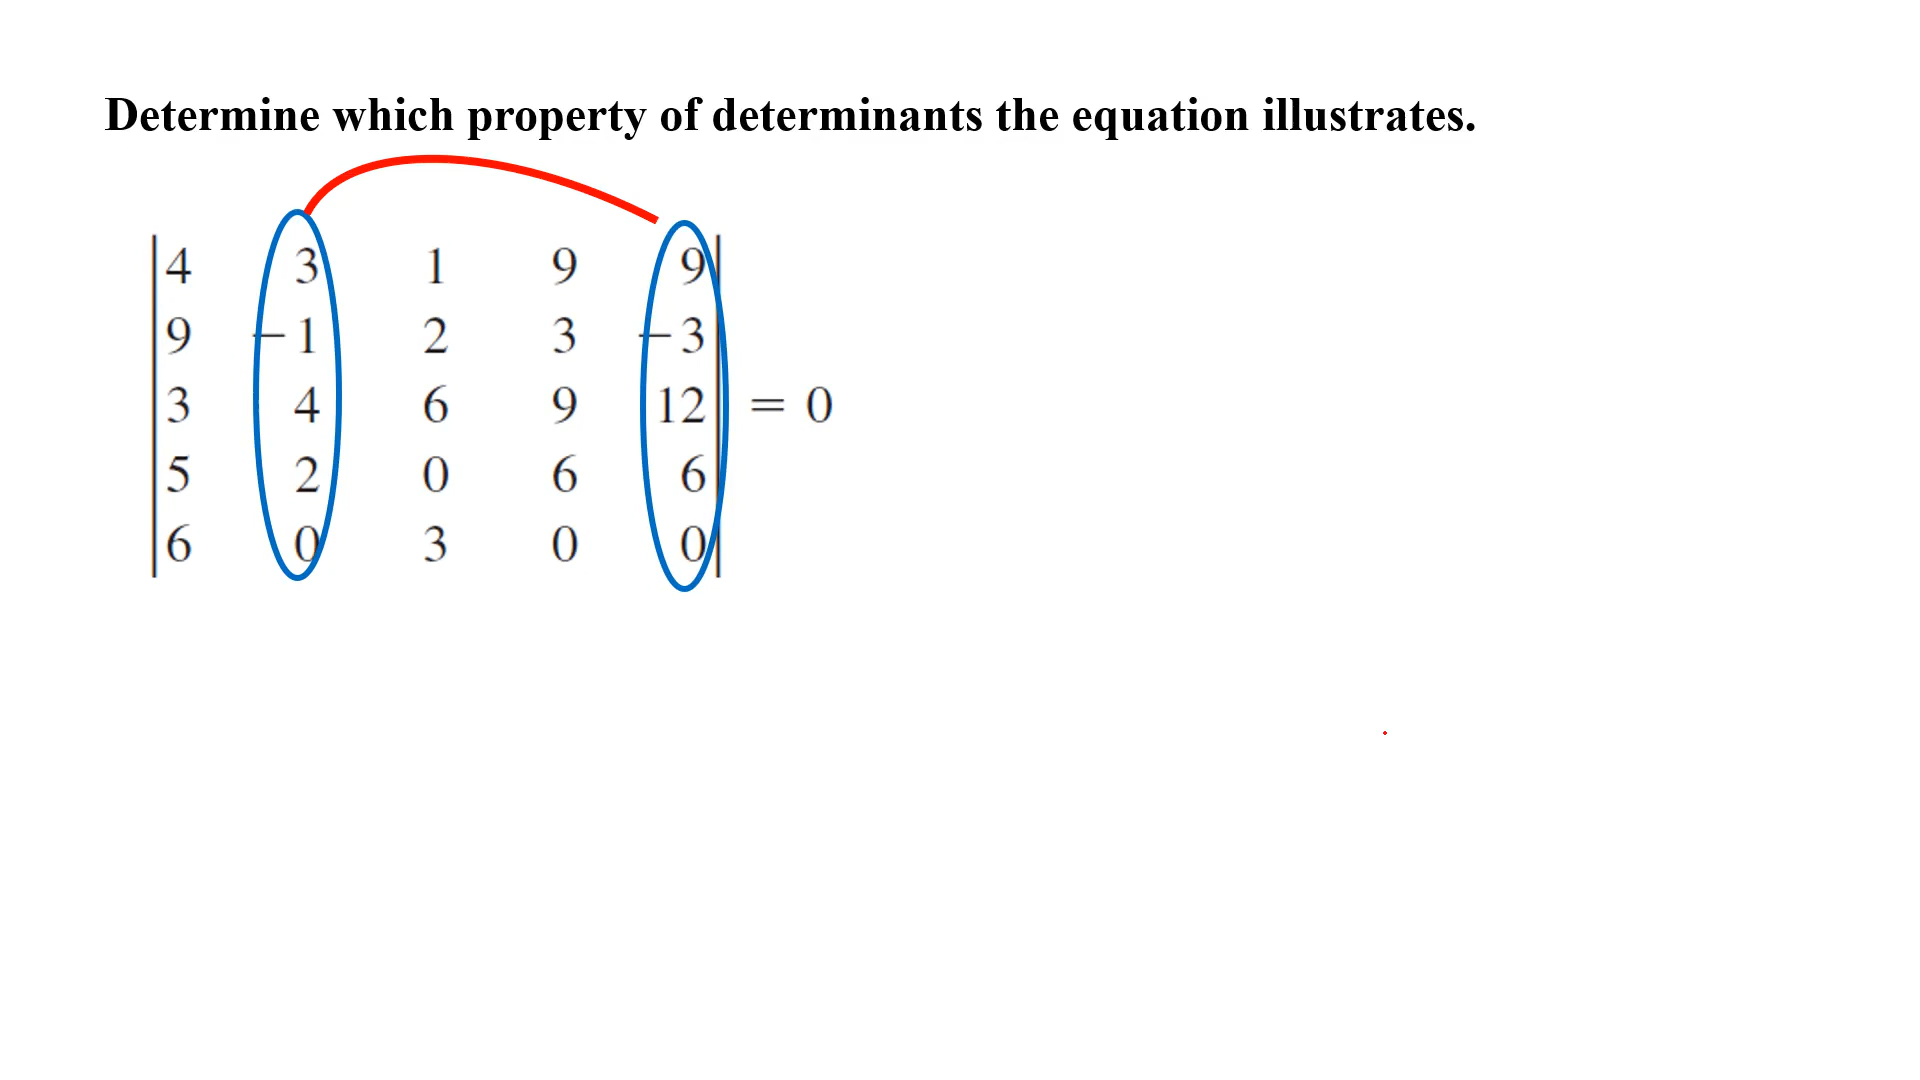 Determine which property of determinants the equation illustrates.
4 3 1 9 9
9 −1 2 3 −3
3 4 6 9 12 = 0
5 2 0 6 6
6 0 3 0 0